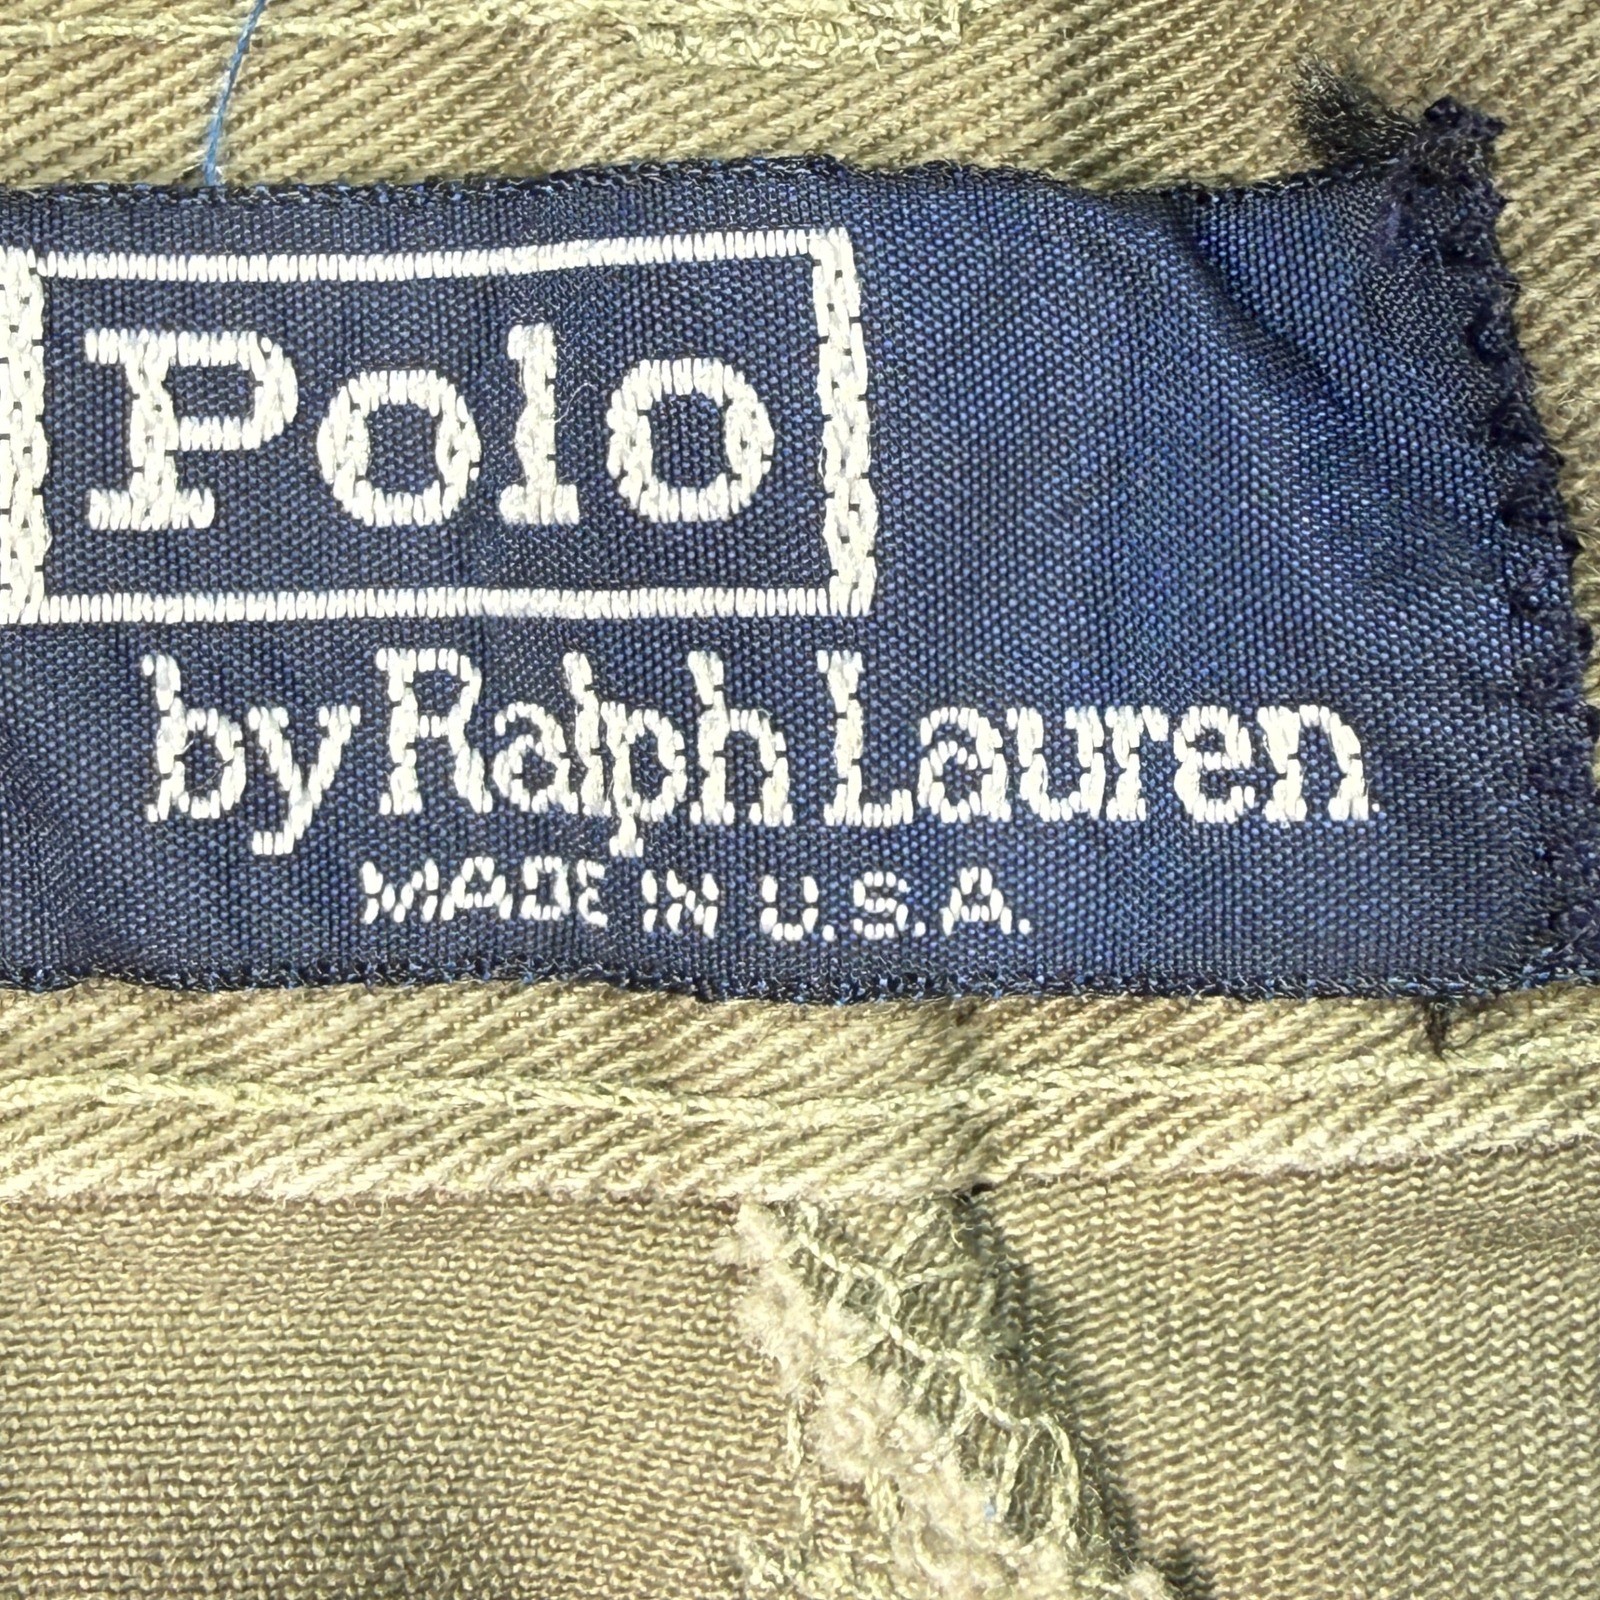 Polo
by Ralph Lauren
MADE IN U.S.A.